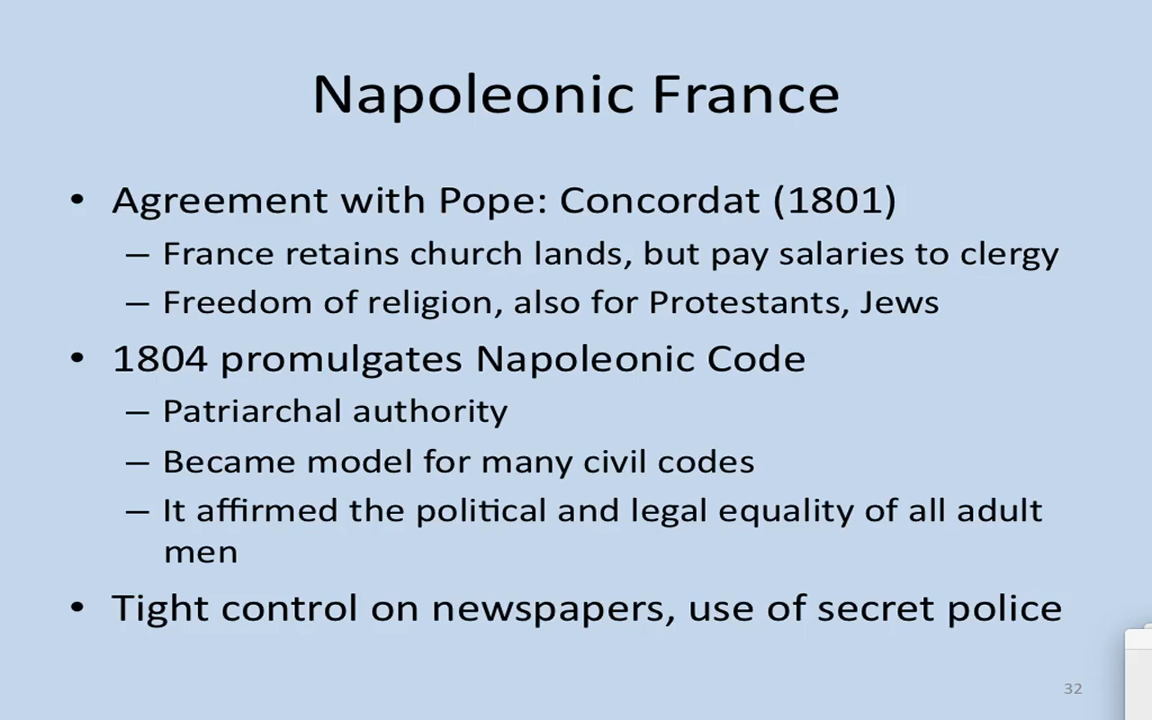 Napoleonic France
• Agreement with Pope: Concordat (1801)
– France retains church lands, but pay salaries to clergy
– Freedom of religion, also for Protestants, Jews
• 1804 promulgates Napoleonic Code
– Patriarchal authority
– Became model for many civil codes
– It affirmed the political and legal equality of all adult
men
• Tight control on newspapers, use of secret police
32